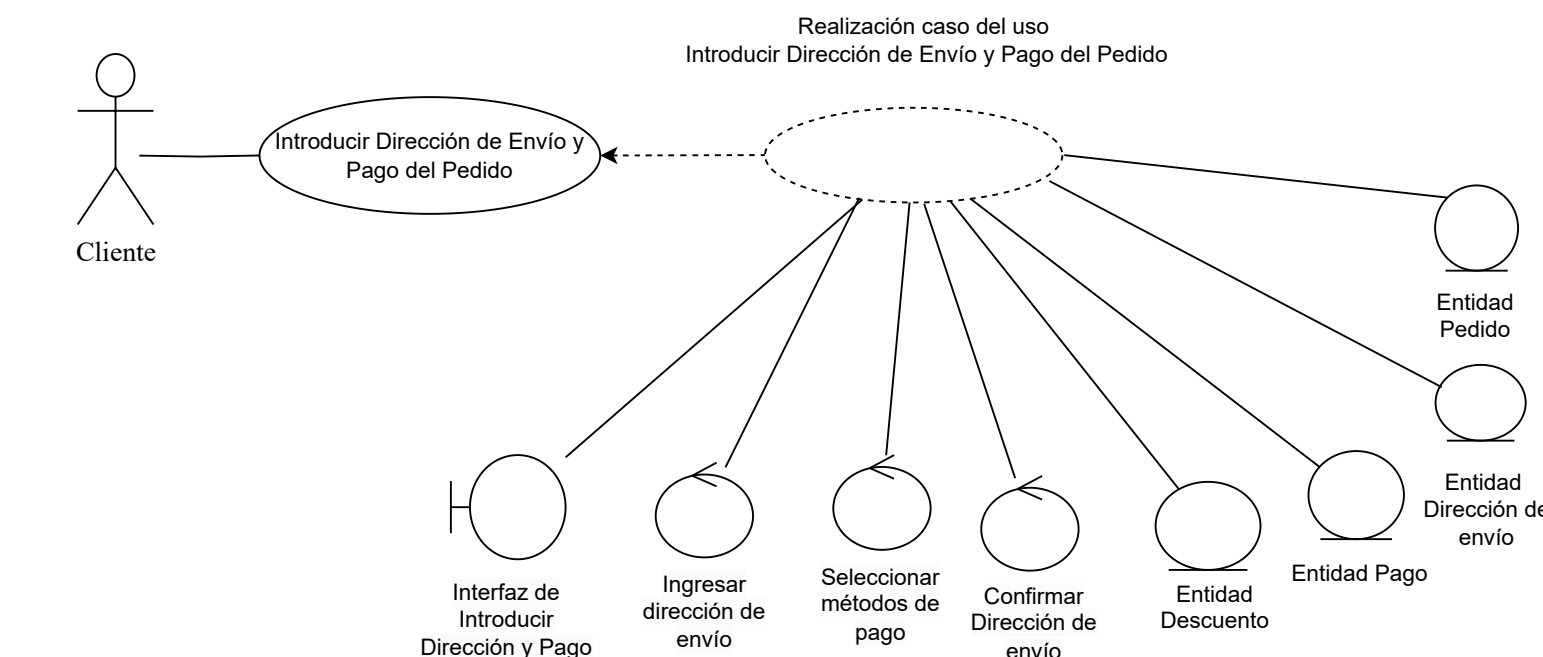 Realización caso del uso
Introducir Dirección de Envío y Pago del Pedido
Introducir Dirección de Envío y
Pago del Pedido
Cliente
Entidad
Pedido
Entidad
Dirección de
envío
Entidad Pago
Interfaz de
Introducir
Dirección y Pago
Ingresar
dirección de
envío
Seleccionar
métodos de
pago
Confirmar
Dirección de
envío
Entidad
Descuento